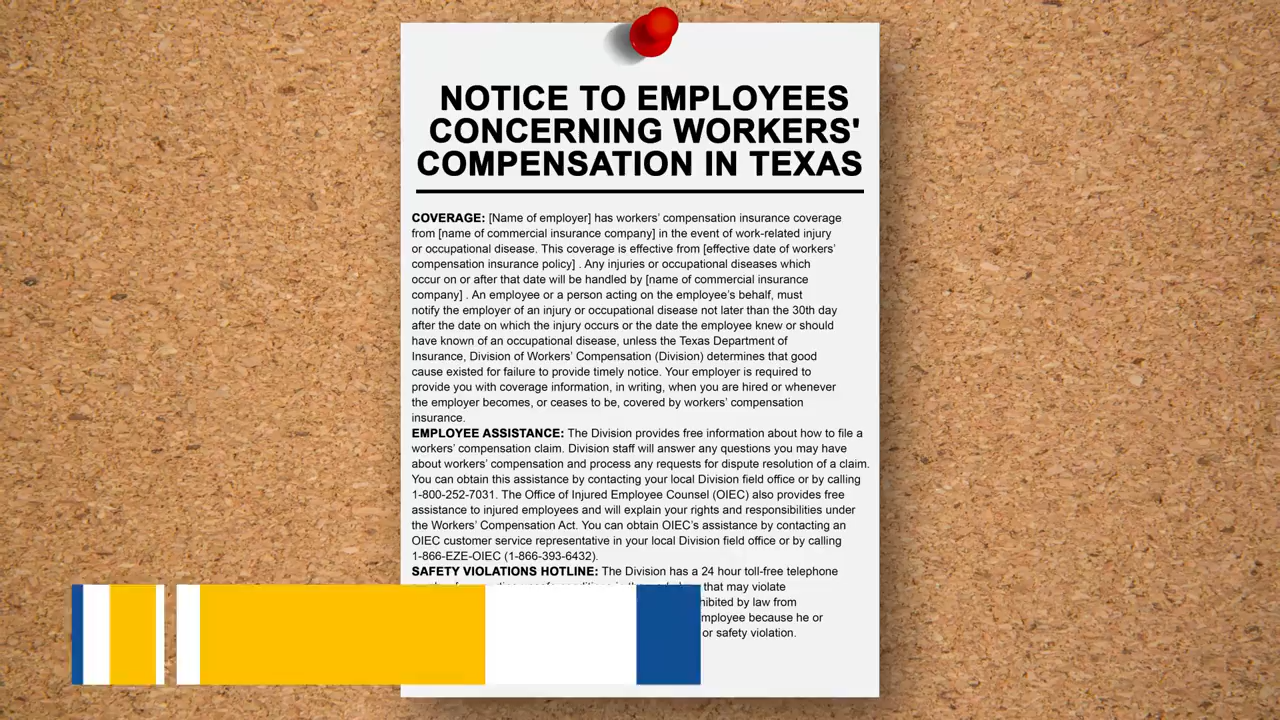 NOTICE TO EMPLOYEES
CONCERNING WORKERS'
COMPENSATION IN TEXAS
COVERAGE: [Name of employer] has workers’ compensation insurance coverage
from [name of commercial insurance company] in the event of work-related injury
or occupational disease. This coverage is effective from [effective date of workers’
compensation insurance policy] . Any injuries or occupational diseases which
occur on or after that date will be handled by [name of commercial insurance
company] . An employee or a person acting on the employee’s behalf, must
notify the employer of an injury or occupational disease not later than the 30th day
after the date on which the injury occurs or the date the employee knew or should
have known of an occupational disease, unless the Texas Department of
Insurance, Division of Workers’ Compensation (Division) determines that good
cause existed for failure to provide timely notice. Your employer is required to
provide you with coverage information, in writing, when you are hired or whenever
the employer becomes, or ceases to be, covered by workers’ compensation
insurance.
EMPLOYEE ASSISTANCE: The Division provides free information about how to file a
workers’ compensation claim. Division staff will answer any questions you may have
about workers’ compensation and process any requests for dispute resolution of a claim.
You can obtain this assistance by contacting your local Division field office or by calling
1-800-252-7031. The Office of Injured Employee Counsel (OIEC) also provides free
assistance to injured employees and will explain your rights and responsibilities under
the Workers’ Compensation Act. You can obtain OIEC’s assistance by contacting an
OIEC customer service representative in your local Division field office or by calling
1-866-EZE-OIEC (1-866-393-6432).
SAFETY VIOLATIONS HOTLINE: The Division has a 24 hour toll-free telephone
that may violate
by law from
because he or
or safety violation.